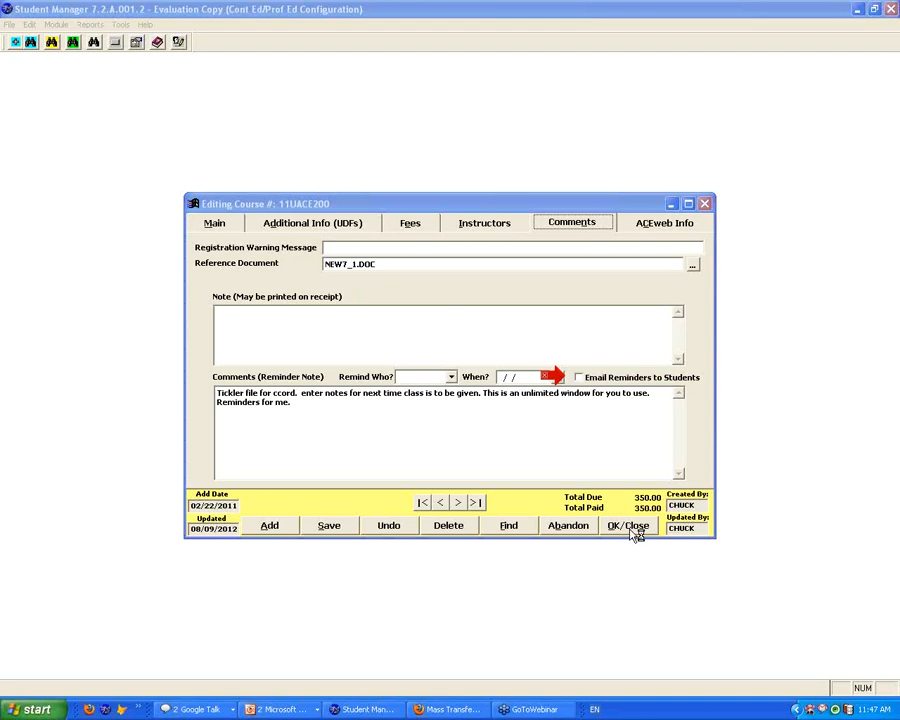 Student Manager 7.2.A.001.2 - Evaluation Copy (Cont Ed/Prof Ed Configuration)
File Edit Module Reports Tools Help
Editing Course #: 11UACE200
Main Additional Info (UDFs) Fees Instructors Comments ACEweb Info
Registration Warning Message
Reference Document NEW7_1.DOC ...
Note (May be printed on receipt)
Comments (Reminder Note) Remind Who? When? / / Email Reminders to Students
Tickler file for ccord. enter notes for next time class is to be given. This is an unlimited window for you to use.
Reminders for me.
Add Date Total Due 350.00 Created By:
02/22/2011 |< < > >| Total Paid 350.00 CHUCK
Updated Add Save Undo Delete Find Abandon OK/Close Updated By:
08/09/2012 CHUCK
NUM
start 2 Google Talk 2 Microsoft ... Student Man... Mass Transfe... GoToWebinar EN 11:47 AM